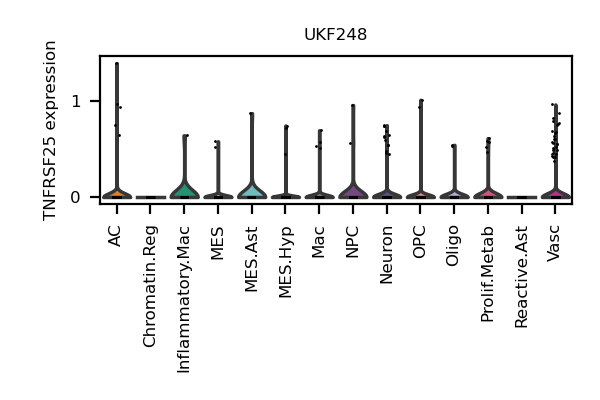 UKF248
TNFRSF25 expression
1
0
AC
Chromatin.Reg
Inflammatory.Mac
MES
MES.Ast
MES.Hyp
Mac
NPC
Neuron
OPC
Oligo
Prolif.Metab
Reactive.Ast
Vasc